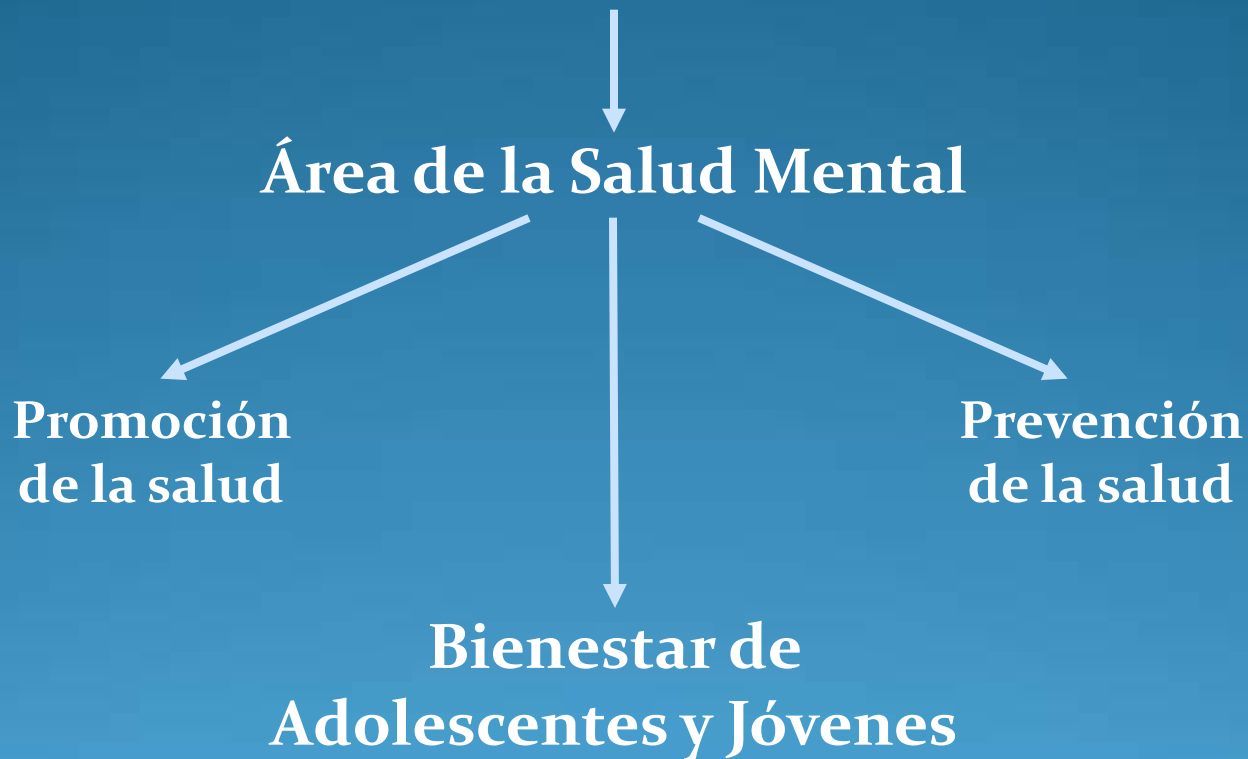 Área de la Salud Mental
Promoción
de la salud
Prevención
de la salud
Bienestar de
Adolescentes y Jóvenes